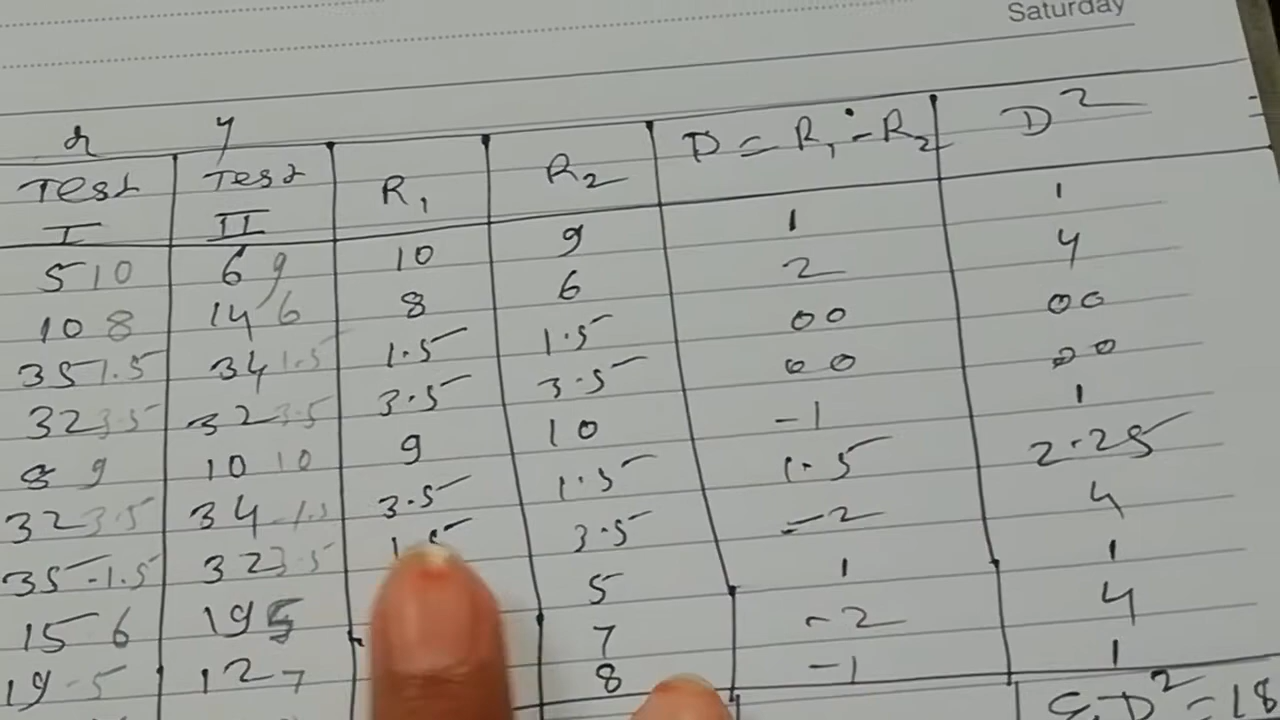 Saturday
x y
Test I Test II R1 R2 D = R1 - R2 D2
5 10 6 9 10 9 1 1
10 8 14 6 8 6 2 4
35 1.5 34 1.5 1.5 1.5 00 00
32 3.5 32 3.5 3.5 3.5 00 00
8 9 10 10 9 10 -1 1
32 3.5 34 - 1.5 3.5 1.5 1.5 2.25
35 - 1.5 32 3.5 3.5 -2 4
15 6 19 5 5 1 1
19 - 5 12 7 7 -2 4
8 -1 1
ΣD2 = 18